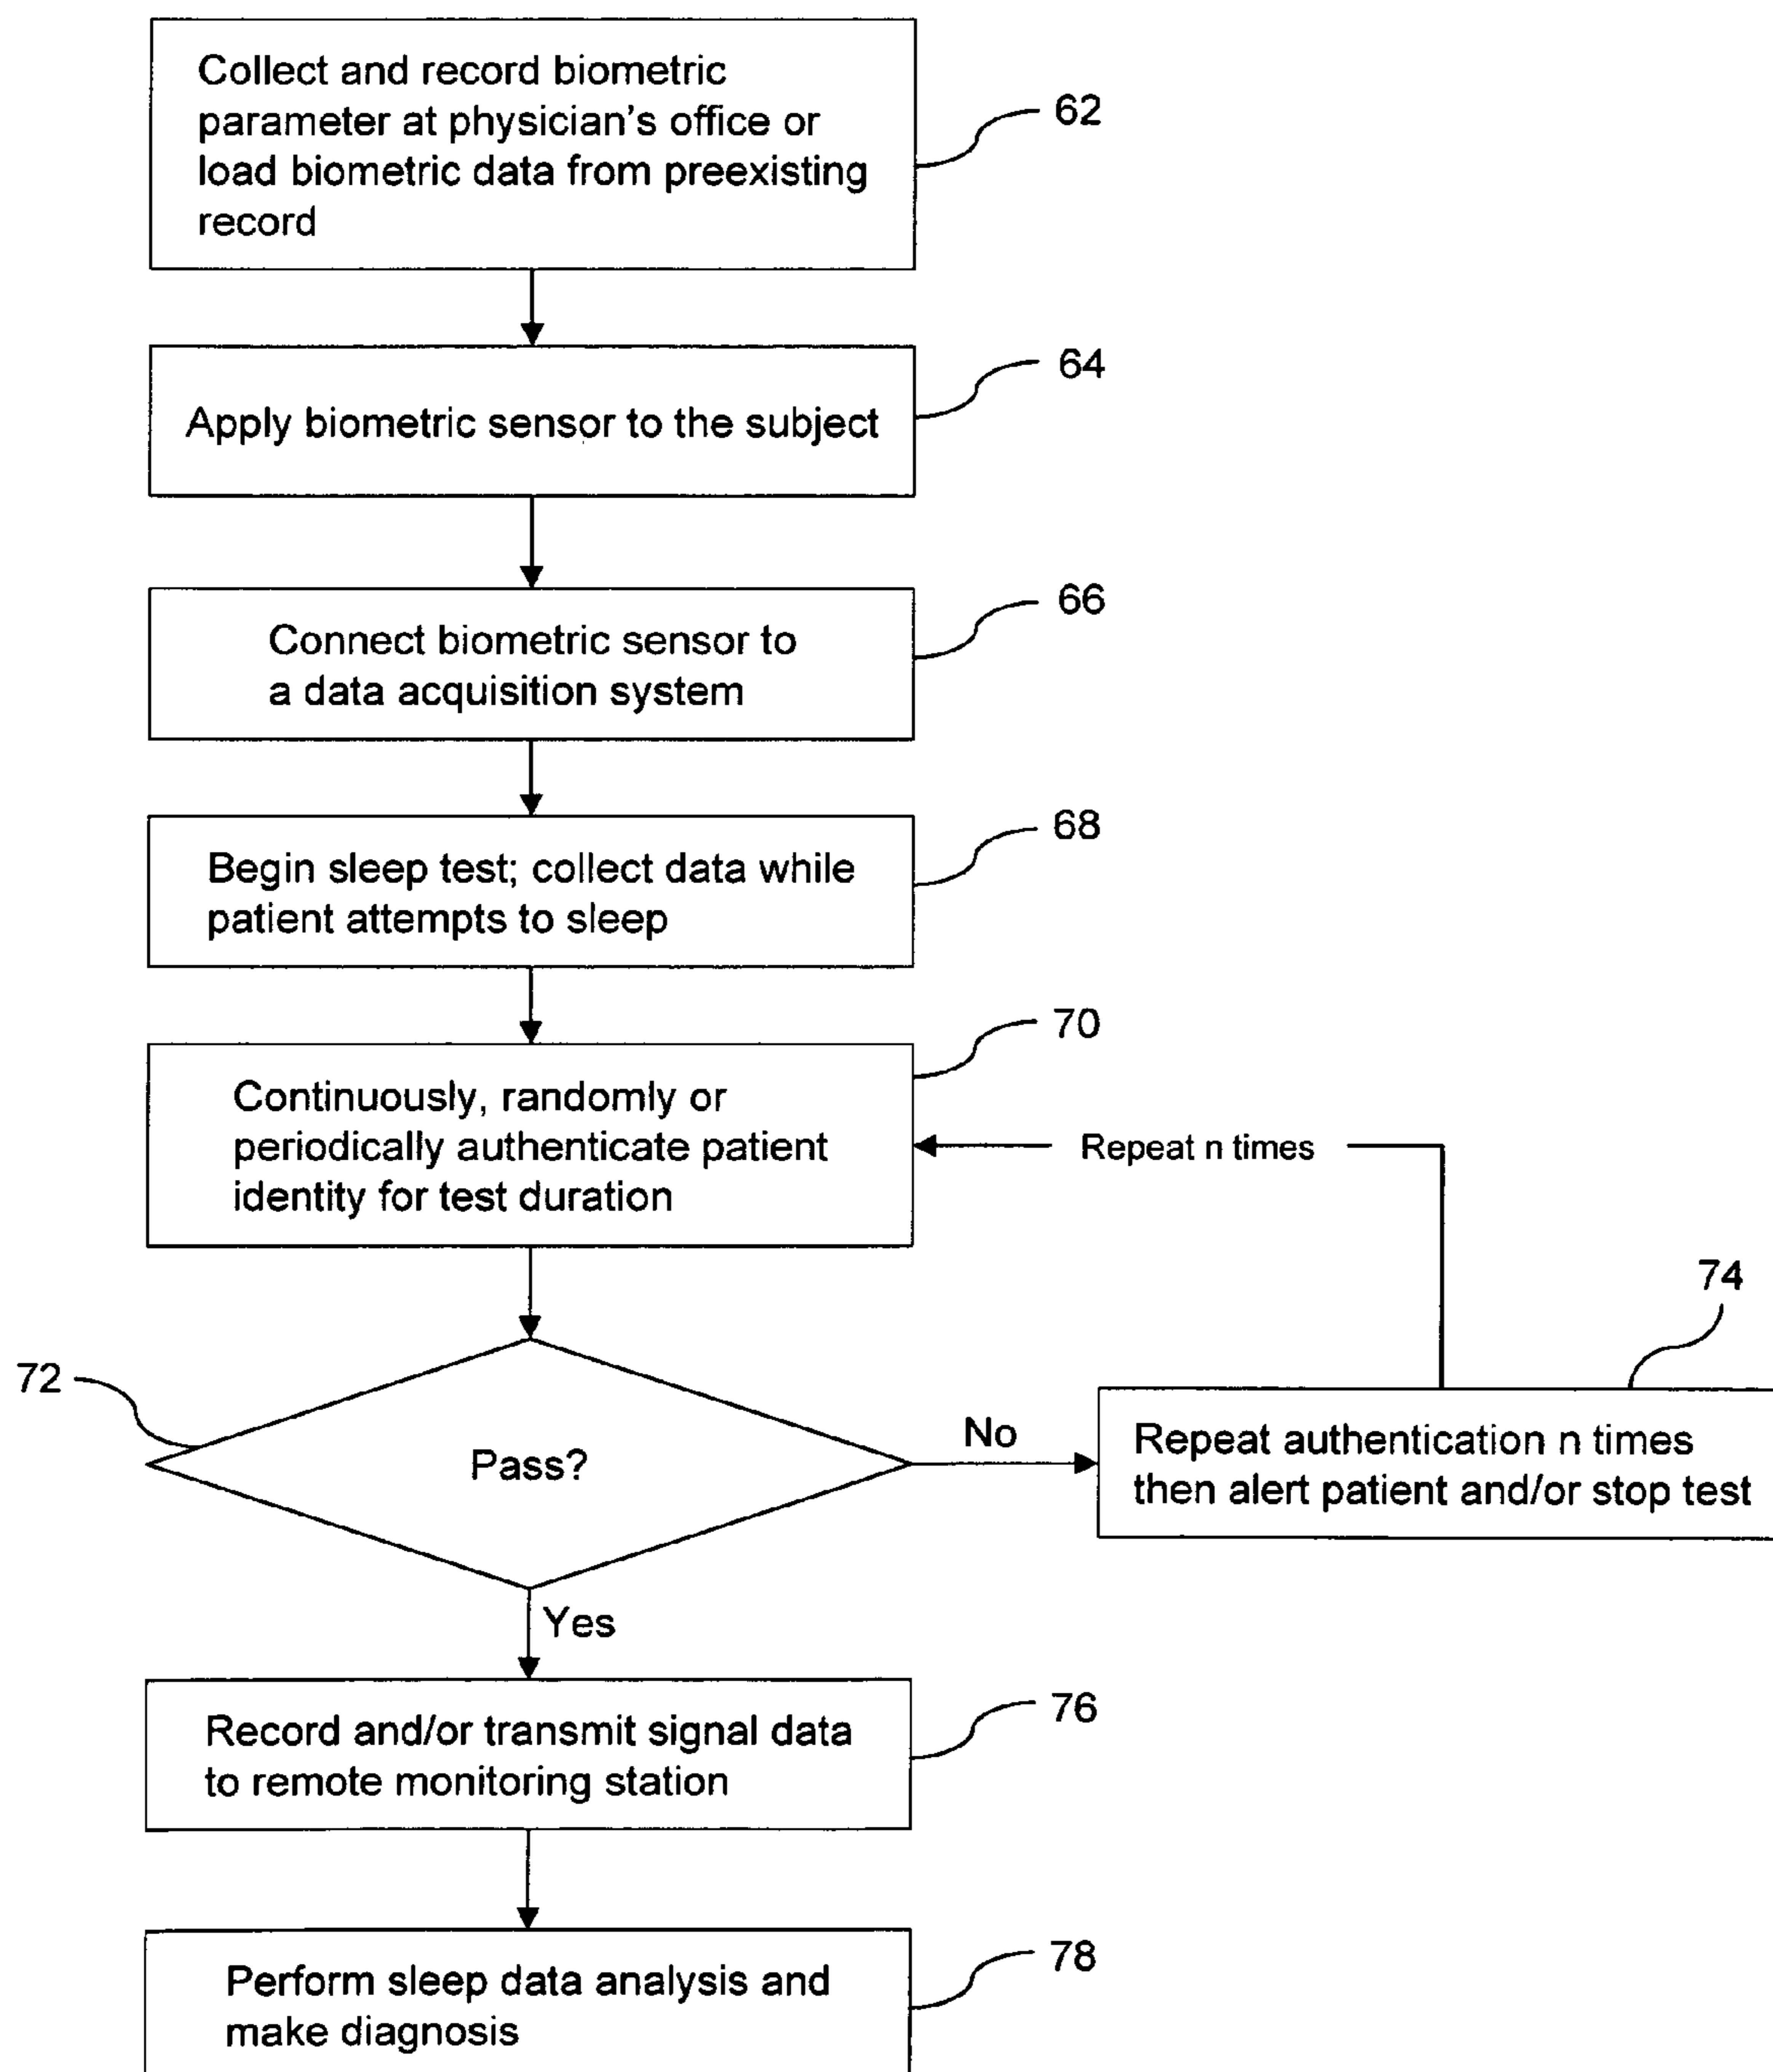 Collect and record biometric
parameter at physician's office or
load biometric data from preexisting
record
62
Apply biometric sensor to the subject
64
Connect biometric sensor to
a data acquisition system
66
Begin sleep test; collect data while
patient attempts to sleep
68
Continuously, randomly or
periodically authenticate patient
identity for test duration
70
Repeat n times
72
Pass?
No
74
Repeat authentication n times
then alert patient and/or stop test
Yes
Record and/or transmit signal data
to remote monitoring station
76
Perform sleep data analysis and
make diagnosis
78